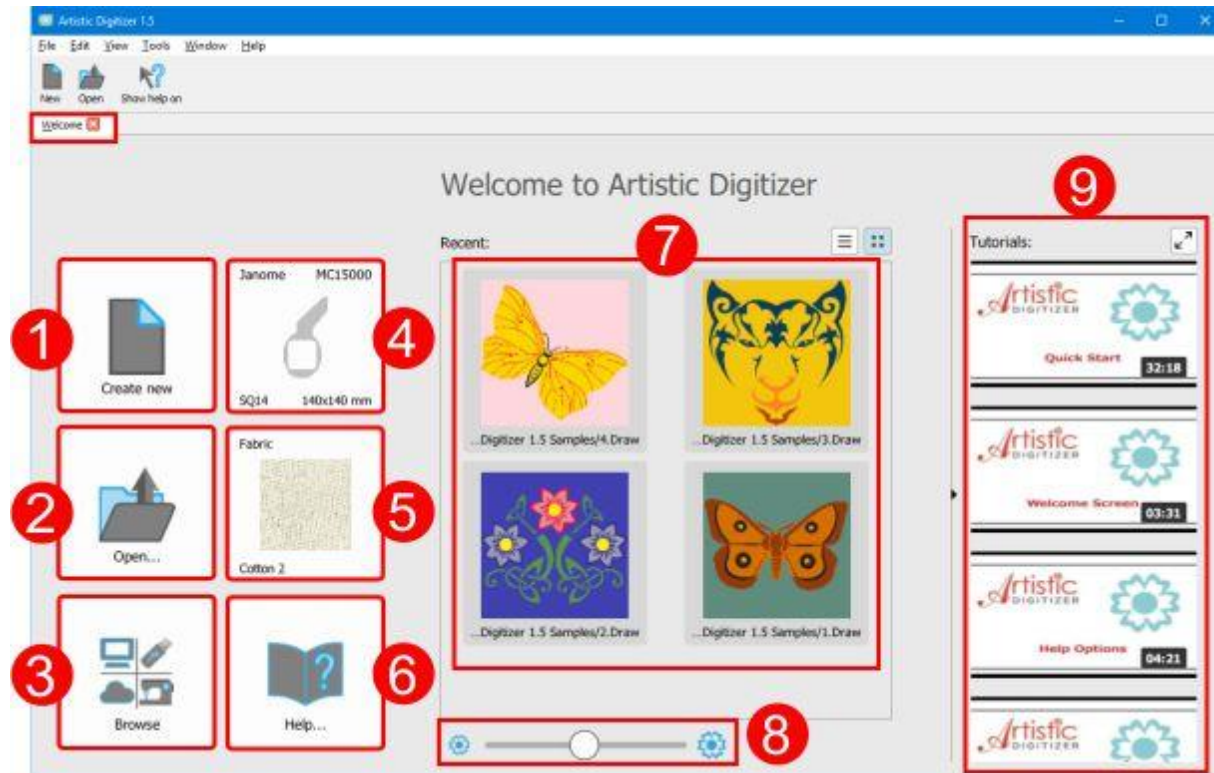 Artistic Digitizer 1.5
File Edit View Tools Window Help
New Open Show help on
Welcome
Welcome to Artistic Digitizer
9
Recent:
7
Tutorials:
1
Create new
Janome MC15000
SQ14 140x140 mm
4
2
Open...
Fabric
Cotton 2
5
3
Browse
6
Help...
...Digitizer 1.5 Samples/4.Draw
...Digitizer 1.5 Samples/3.Draw
...Digitizer 1.5 Samples/2.Draw
...Digitizer 1.5 Samples/1.Draw
8
Artistic
DIGITIZER
Quick Start
32:18
Artistic
DIGITIZER
Welcome Screen
03:31
Artistic
DIGITIZER
Help Options
04:21
Artistic
DIGITIZER